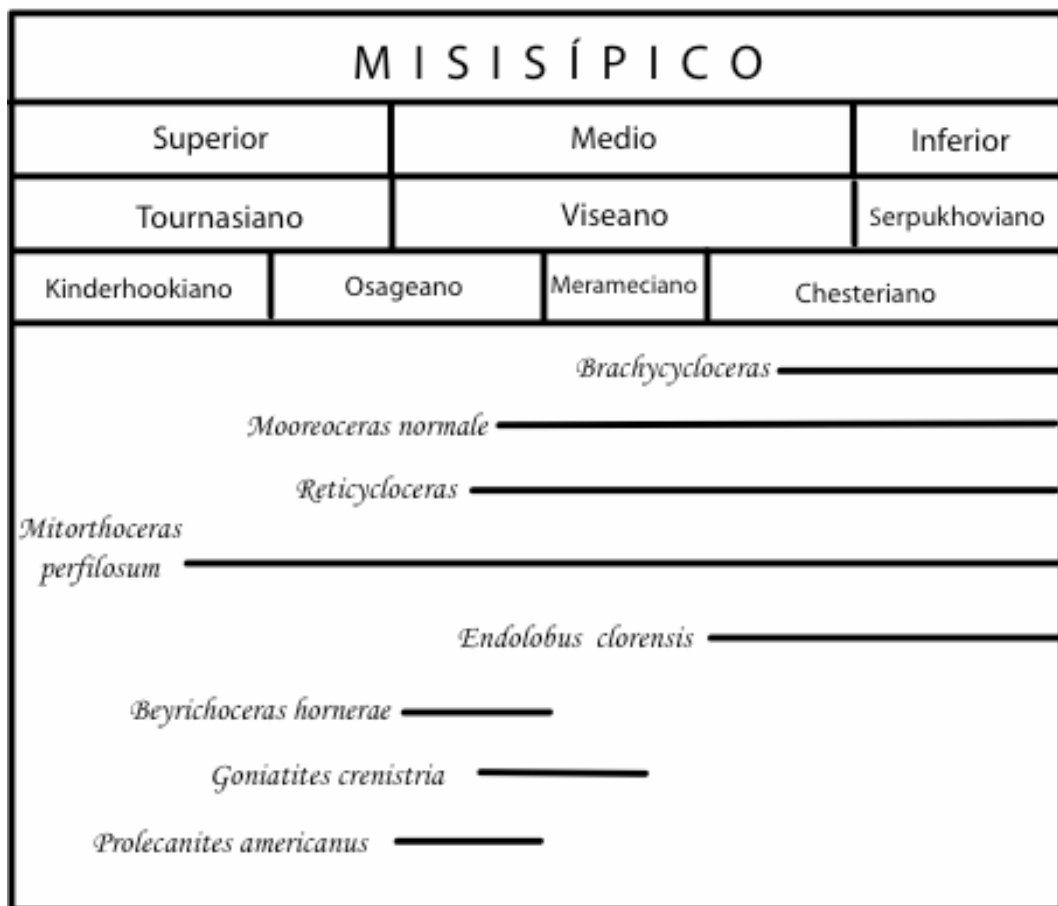 MISISÍPICO
Superior Medio Inferior
Tournasiano Viseano Serpukhoviano
Kinderhookiano Osageano Merameciano Chesteriano
Brachycycloceras
Mooreoceras normale
Reticycloceras
Mitorthoceras
perfilosum
Endolobus clorensis
Beyrichoceras hornerae
Goniatites crenistria
Prolecanites americanus